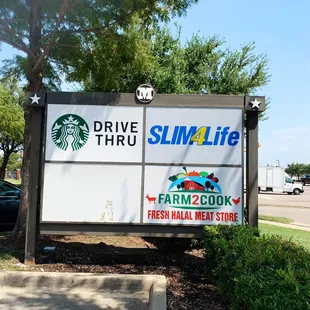 M
DRIVE
THRU
SLIM4Life
FARM2COOK
FRESH HALAL MEAT STORE